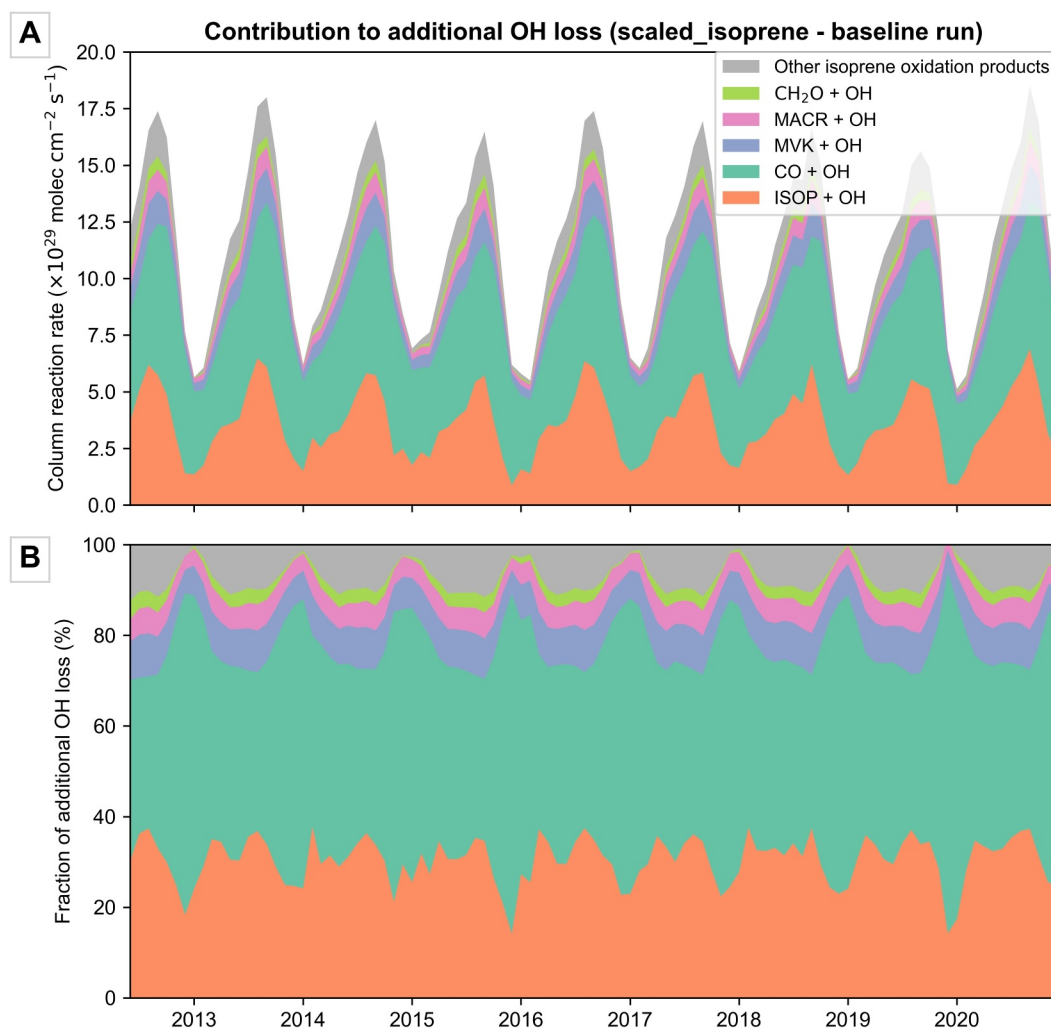 A
Contribution to additional OH loss (scaled_isoprene - baseline run)
Column reaction rate (×10²⁹ molec cm⁻² s⁻¹)
20.0
17.5
15.0
12.5
10.0
7.5
5.0
2.5
0.0
Other isoprene oxidation products
CH₂O + OH
MACR + OH
MVK + OH
CO + OH
ISOP + OH
B
Fraction of additional OH loss (%)
100
80
60
40
20
0
2013 2014 2015 2016 2017 2018 2019 2020